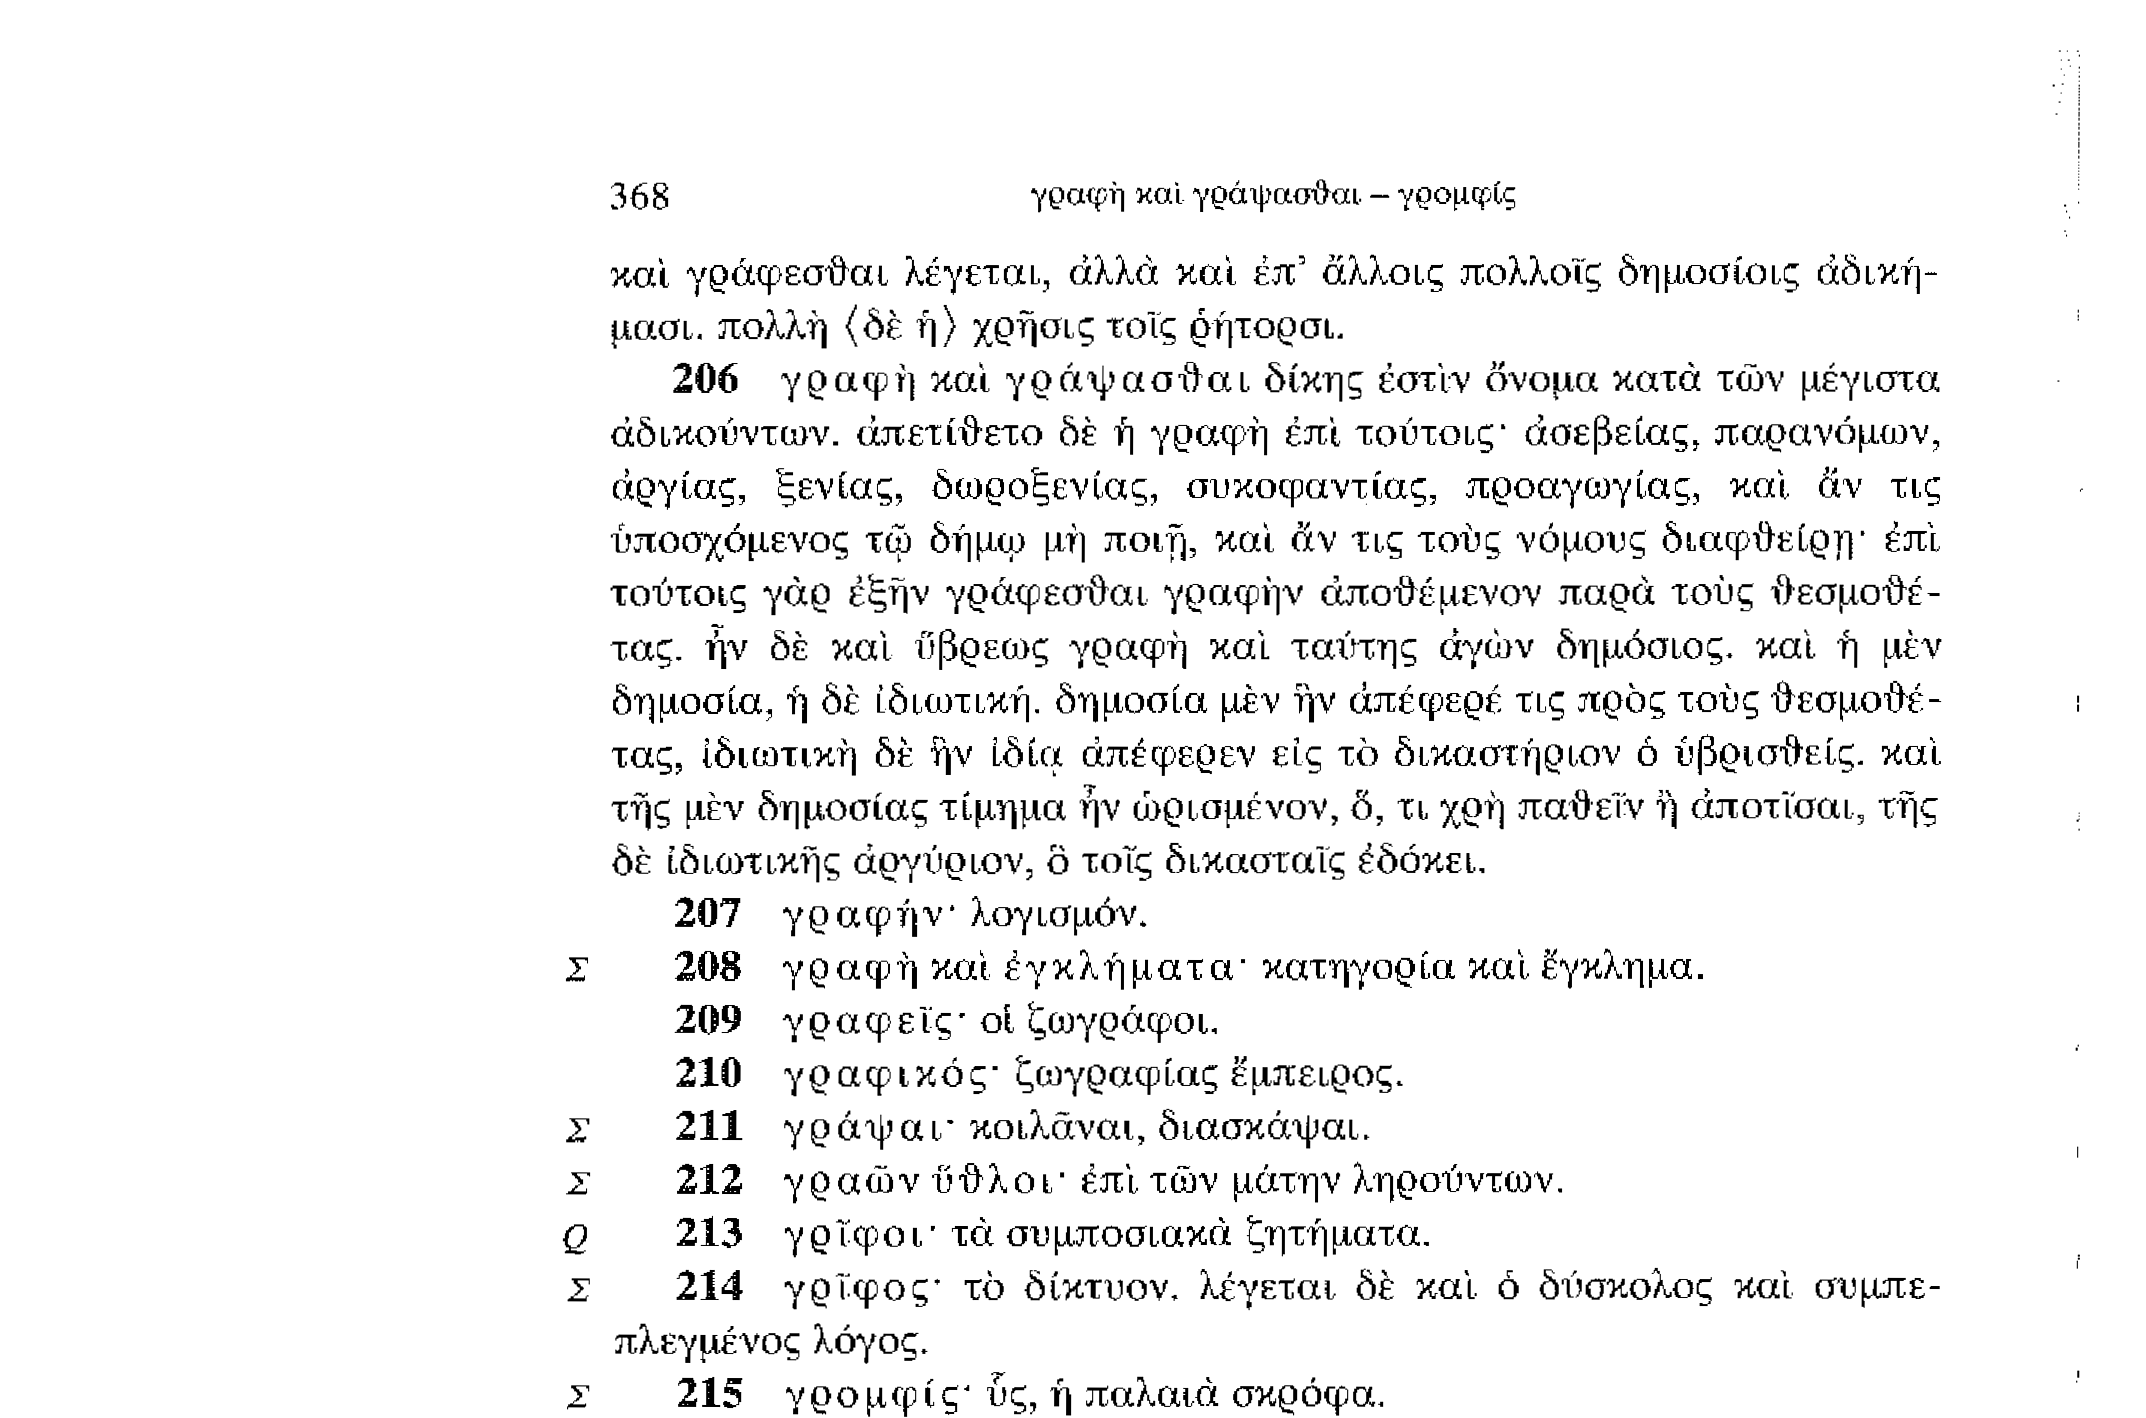 368 γραφὴ καὶ γράψασθαι – γρομφίς
καὶ γράφεσθαι λέγεται, ἀλλὰ καὶ ἐπ’ ἄλλοις πολλοῖς δημοσίοις ἀδική-
μασι. πολλὴ ⟨δὲ ἡ⟩ χρῆσις τοῖς ῥήτορσι.
206 γραφὴ καὶ γράψασθαι δίκης ἐστὶν ὄνομα κατὰ τῶν μέγιστα
ἀδικούντων. ἀπετίθετο δὲ ἡ γραφὴ ἐπὶ τούτοις· ἀσεβείας, παρανόμων,
ἀργίας, ξενίας, δωροξενίας, συκοφαντίας, προαγωγίας, καὶ ἄν τις
ὑποσχόμενος τῷ δήμῳ μὴ ποιῇ, καὶ ἄν τις τοὺς νόμους διαφθείρῃ· ἐπὶ
τούτοις γὰρ ἐξῆν γράφεσθαι γραφὴν ἀποθέμενον παρὰ τοὺς θεσμοθέ-
τας. ἦν δὲ καὶ ὕβρεως γραφὴ καὶ ταύτης ἀγὼν δημόσιος. καὶ ἡ μὲν
δημοσία, ἡ δὲ ἰδιωτική. δημοσία μὲν ἣν ἀπέφερέ τις πρὸς τοὺς θεσμοθέ-
τας, ἰδιωτικὴ δὲ ἣν ἰδίᾳ ἀπέφερεν εἰς τὸ δικαστήριον ὁ ὑβρισθείς. καὶ
τῆς μὲν δημοσίας τίμημα ἦν ὡρισμένον, ὅ, τι χρὴ παθεῖν ἢ ἀποτῖσαι, τῆς
δὲ ἰδιωτικῆς ἀργύριον, ὃ τοῖς δικασταῖς ἐδόκει.
207 γραφήν· λογισμόν.
Σ 208 γραφὴ καὶ ἐγκλήματα· κατηγορία καὶ ἔγκλημα.
209 γραφεῖς· οἱ ζωγράφοι.
210 γραφικός· ζωγραφίας ἔμπειρος.
Σ 211 γράψαι· κοιλᾶναι, διασκάψαι.
Σ 212 γραῶν ὕθλοι· ἐπὶ τῶν μάτην ληρούντων.
Q 213 γρῖφοι· τὰ συμποσιακὰ ζητήματα.
Σ 214 γρῖφος· τὸ δίκτυον. λέγεται δὲ καὶ ὁ δύσκολος καὶ συμπε-
πλεγμένος λόγος.
Σ 215 γρομφίς· ὗς, ἡ παλαιὰ σκρόφα.